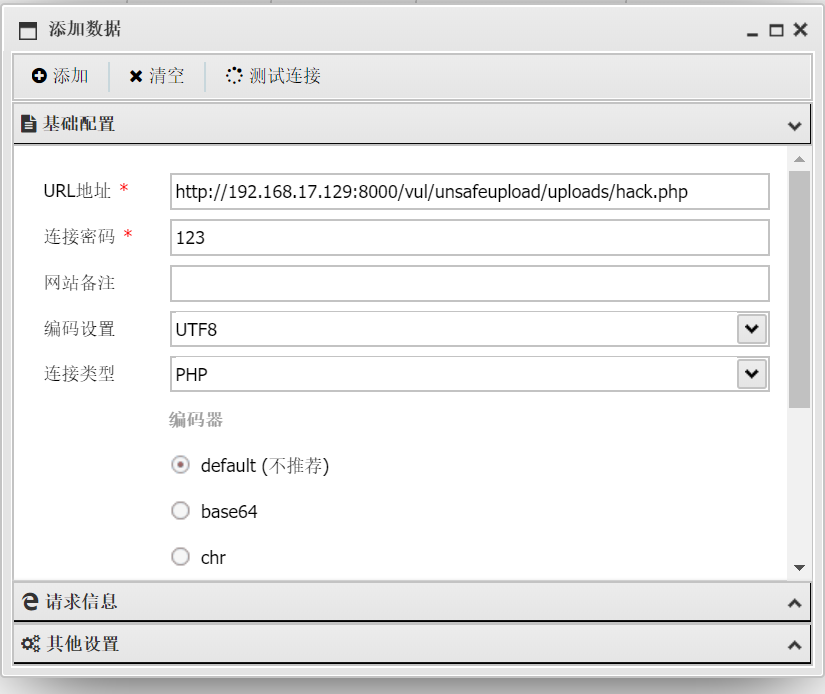 添加数据
添加 清空 测试连接
基础配置
URL地址 * http://192.168.17.129:8000/vul/unsafeupload/uploads/hack.php
连接密码 * 123
网站备注
编码设置 UTF8
连接类型 PHP
编码器
default (不推荐)
base64
chr
请求信息
其他设置